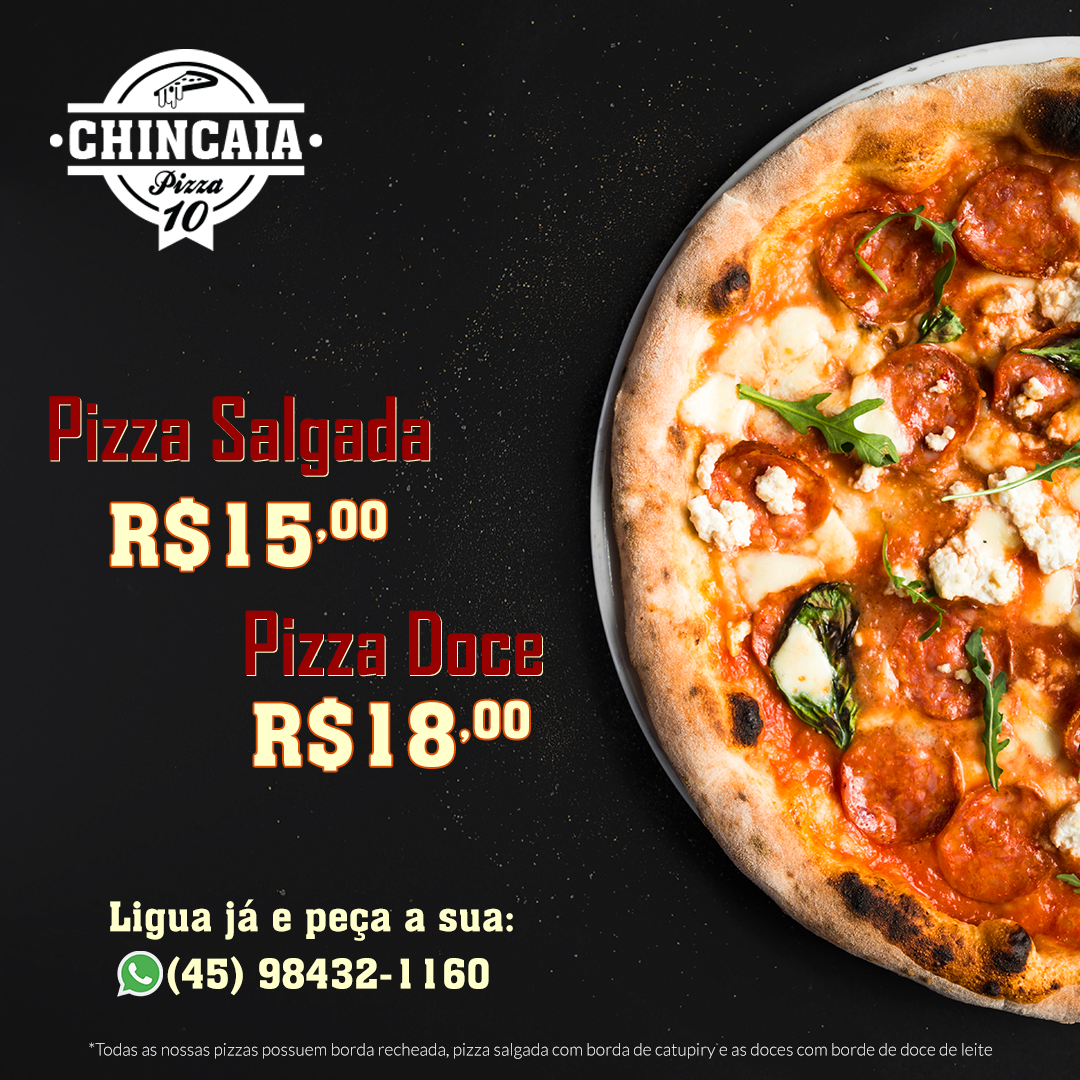 CHINCAIA
Pizza
10
Pizza Salgada
R$15,00
Pizza Doce
R$18,00
Ligua já e peça a sua:
(45) 98432-1160
*Todas as nossas pizzas possuem borda recheada, pizza salgada com borda de catupiry`e as doces com borde de doce de leite